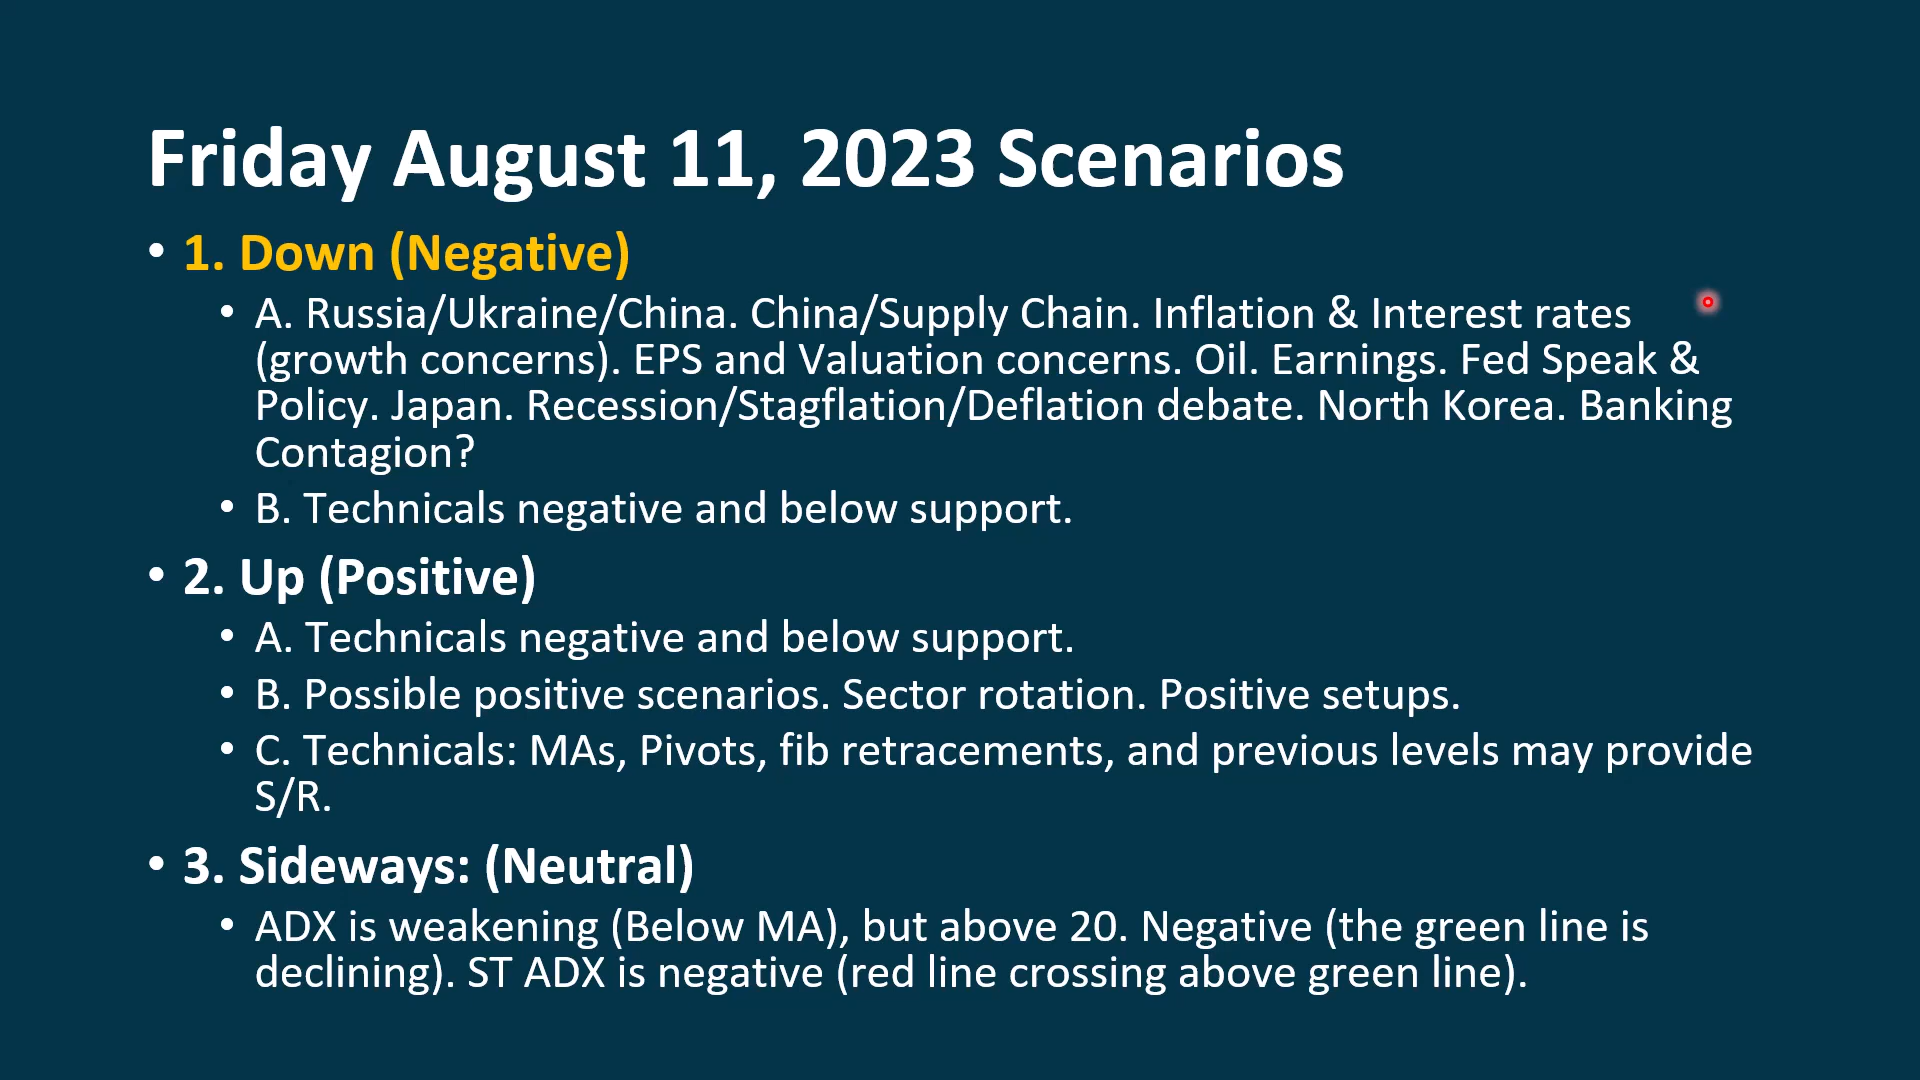 Friday August 11, 2023 Scenarios
• 1. Down (Negative)
• A. Russia/Ukraine/China. China/Supply Chain. Inflation & Interest rates
(growth concerns). EPS and Valuation concerns. Oil. Earnings. Fed Speak &
Policy. Japan. Recession/Stagflation/Deflation debate. North Korea. Banking
Contagion?
• B. Technicals negative and below support.
• 2. Up (Positive)
• A. Technicals negative and below support.
• B. Possible positive scenarios. Sector rotation. Positive setups.
• C. Technicals: MAs, Pivots, fib retracements, and previous levels may provide
S/R.
• 3. Sideways: (Neutral)
• ADX is weakening (Below MA), but above 20. Negative (the green line is
declining). ST ADX is negative (red line crossing above green line).